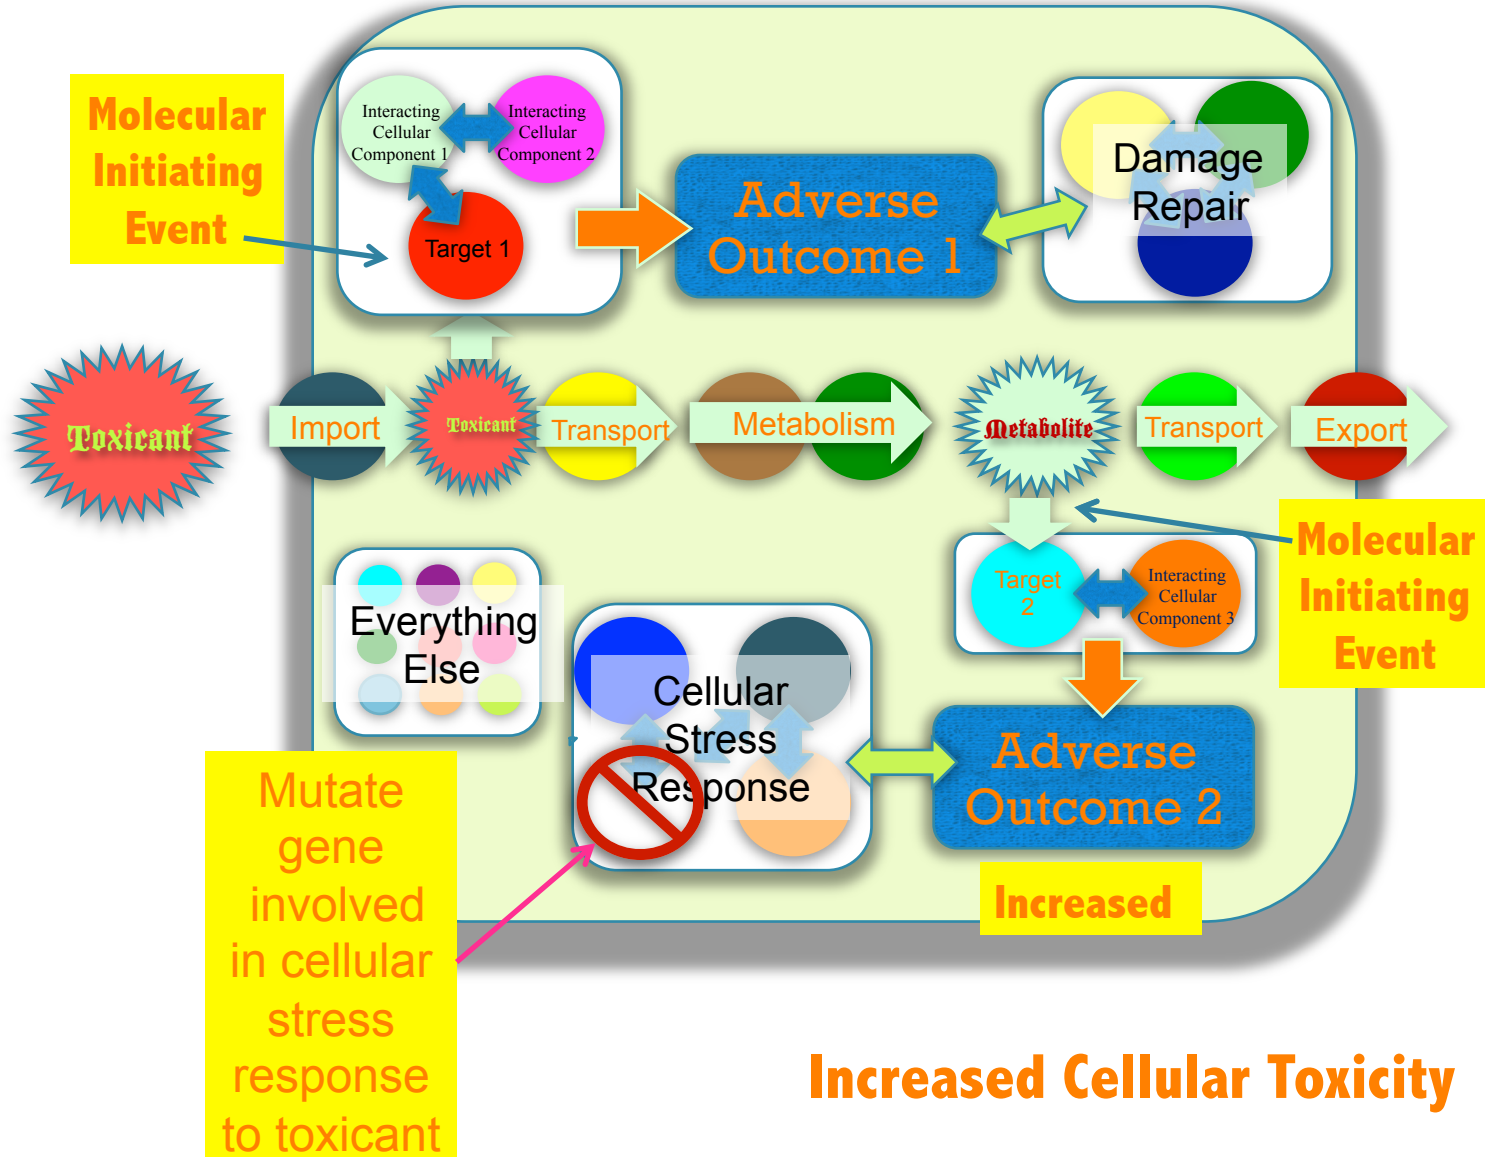 Molecular
Initiating
Event
Interacting
Cellular
Component 1
Interacting
Cellular
Component 2
Target 1
Adverse
Outcome 1
Damage
Repair
Toxicant
Import
Toxicant
Transport
Metabolism
Metabolite
Transport
Export
Everything
Else
Cellular
Stress
Response
Target
2
Interacting
Cellular
Component 3
Molecular
Initiating
Event
Adverse
Outcome 2
Increased
Mutate
gene
involved
in cellular
stress
response
to toxicant
Increased Cellular Toxicity